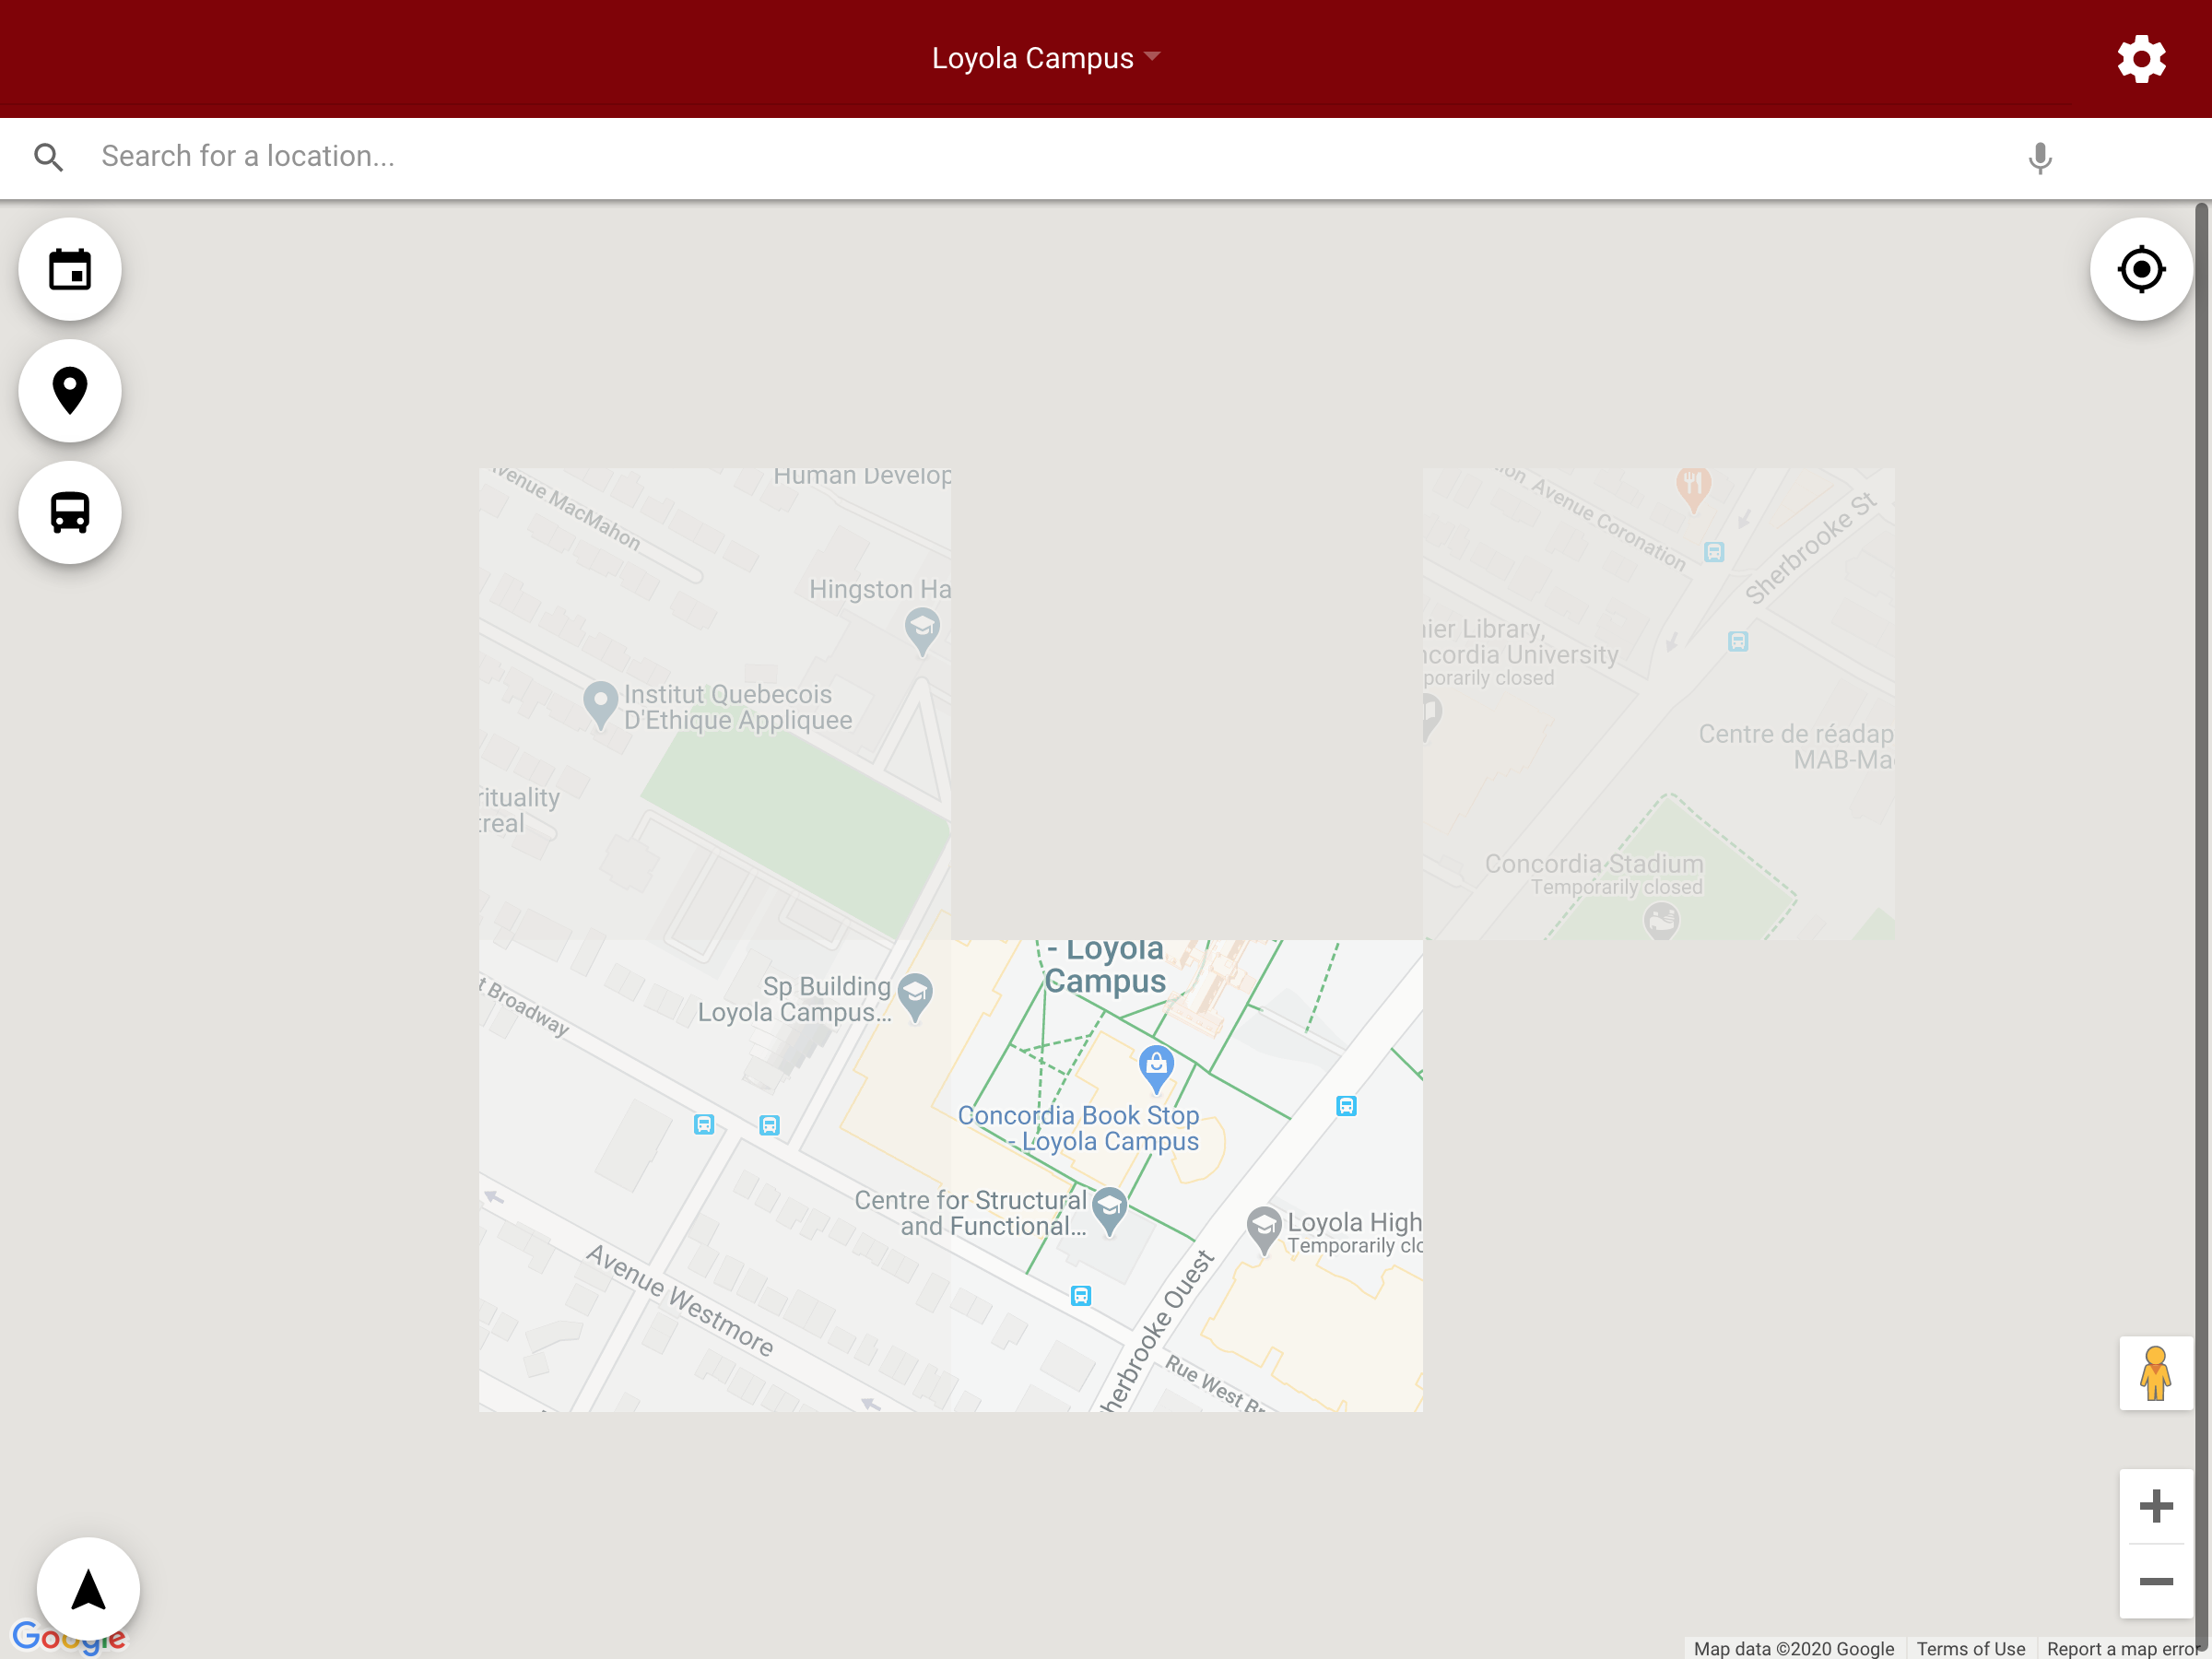 Loyola Campus
Search for a location...
Avenue MacMahon
Human Develop
Hingston Ha
Institut Quebecois
D'Ethique Appliquee
rituality
treal
Avenue Coronation
Sherbrooke St
nier Library,
ncordia University
porarily closed
Centre de réadap
MAB-Ma
Concordia Stadium
Temporarily closed
- Loyola
Campus
Sp Building
Loyola Campus...
t Broadway
Concordia Book Stop
- Loyola Campus
Centre for Structural
and Functional...
Loyola High
Temporarily clo
Avenue Westmore
herbrooke Ouest
Rue West Br
Google
Map data ©2020 Google
Terms of Use
Report a map error